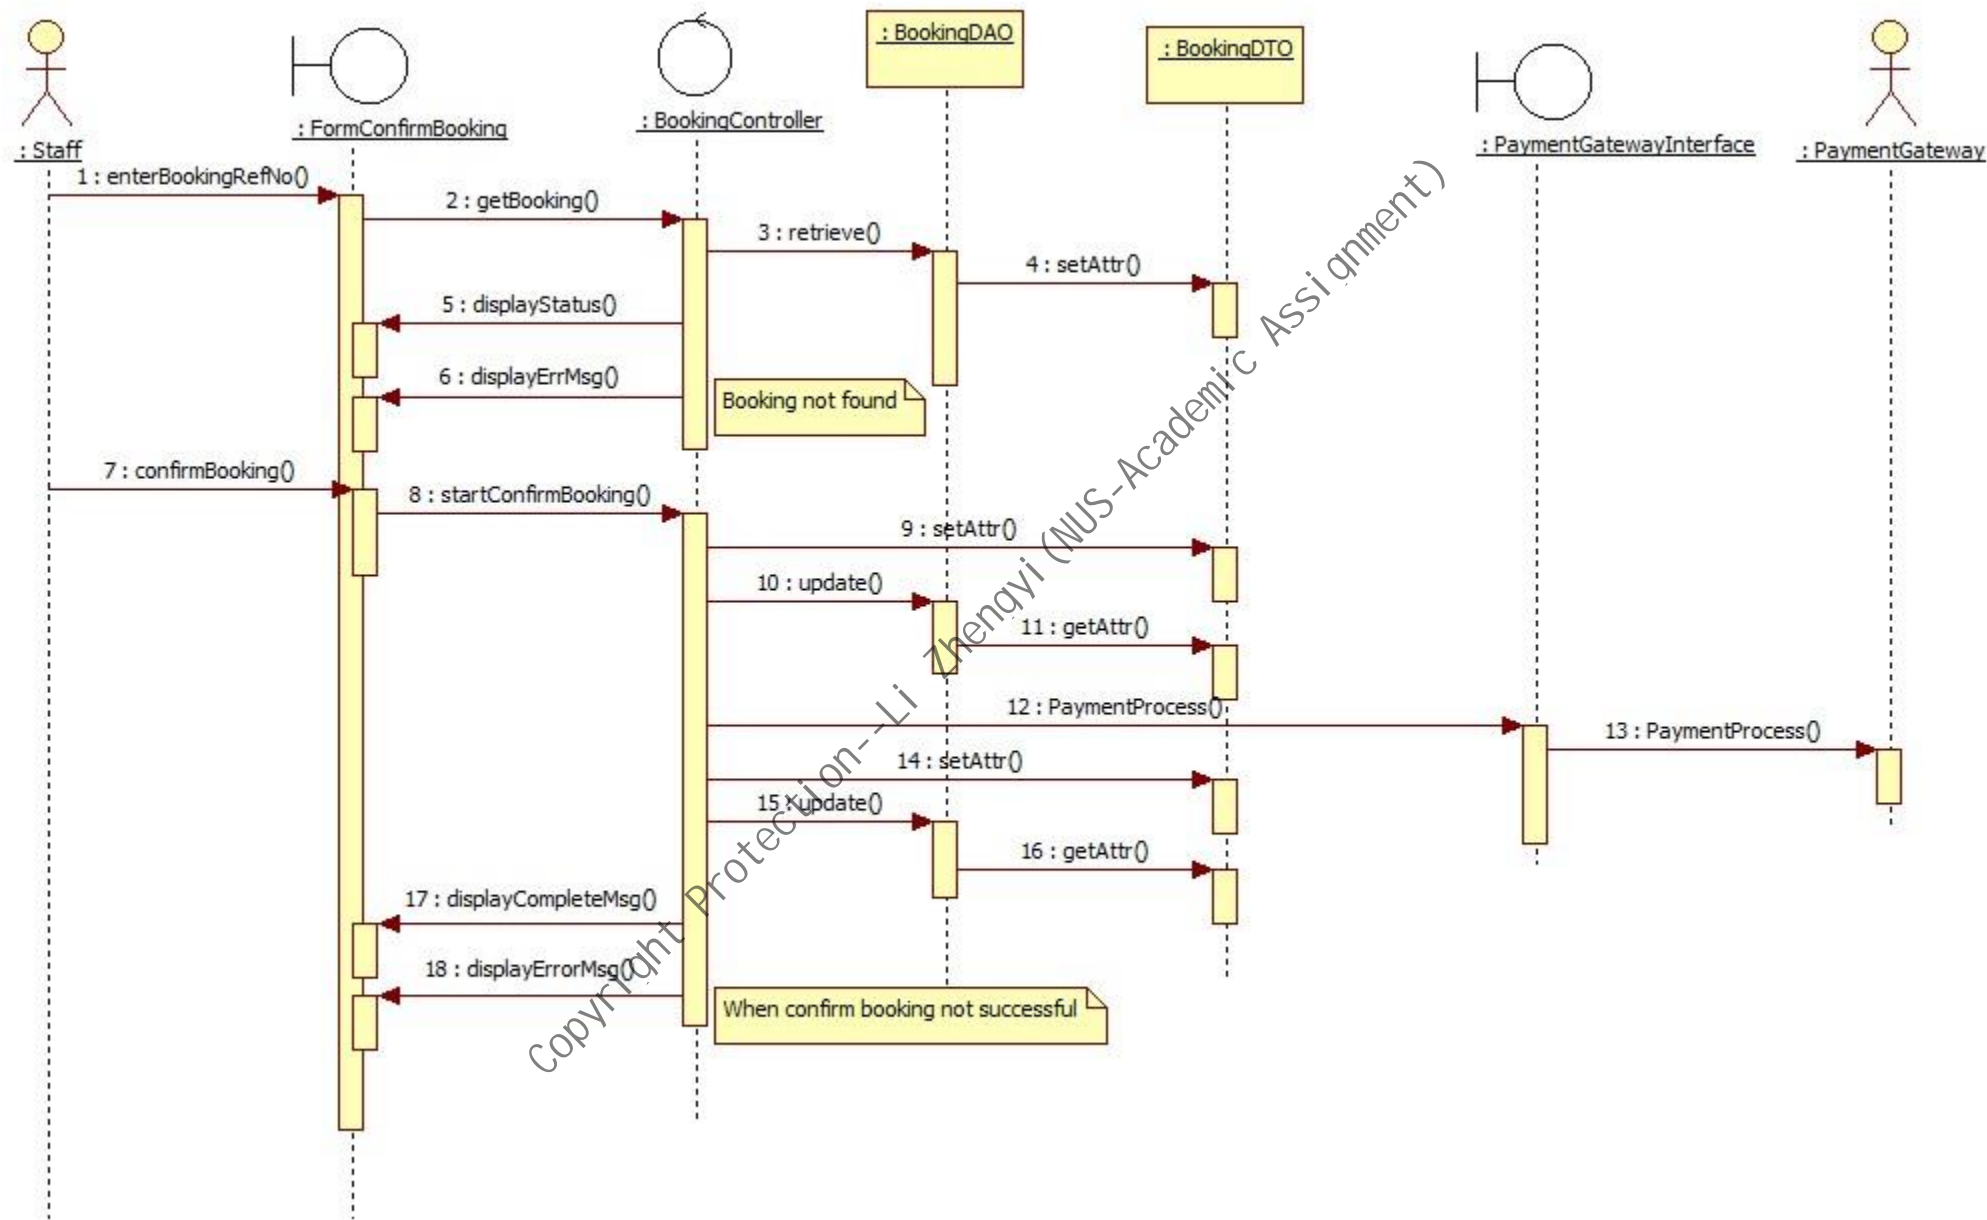 : BookingDAO
: BookingDTO
: BookingController
: FormConfirmBooking
: PaymentGatewayInterface
: Staff
: PaymentGateway
1 : enterBookingRefNo()
2 : getBooking()
3 : retrieve()
4 : setAttr()
5 : displayStatus()
6 : displayErrMsg()
Booking not found
7 : confirmBooking()
8 : startConfirmBooking()
9 : setAttr()
10 : update()
11 : getAttr()
12 : PaymentProcess()
13 : PaymentProcess()
14 : setAttr()
15 : update()
16 : getAttr()
17 : displayCompleteMsg()
18 : displayErrorMsg()
When confirm booking not successful
Copyright Protection--Li Zhengyi (NUS-Academic Assignment)